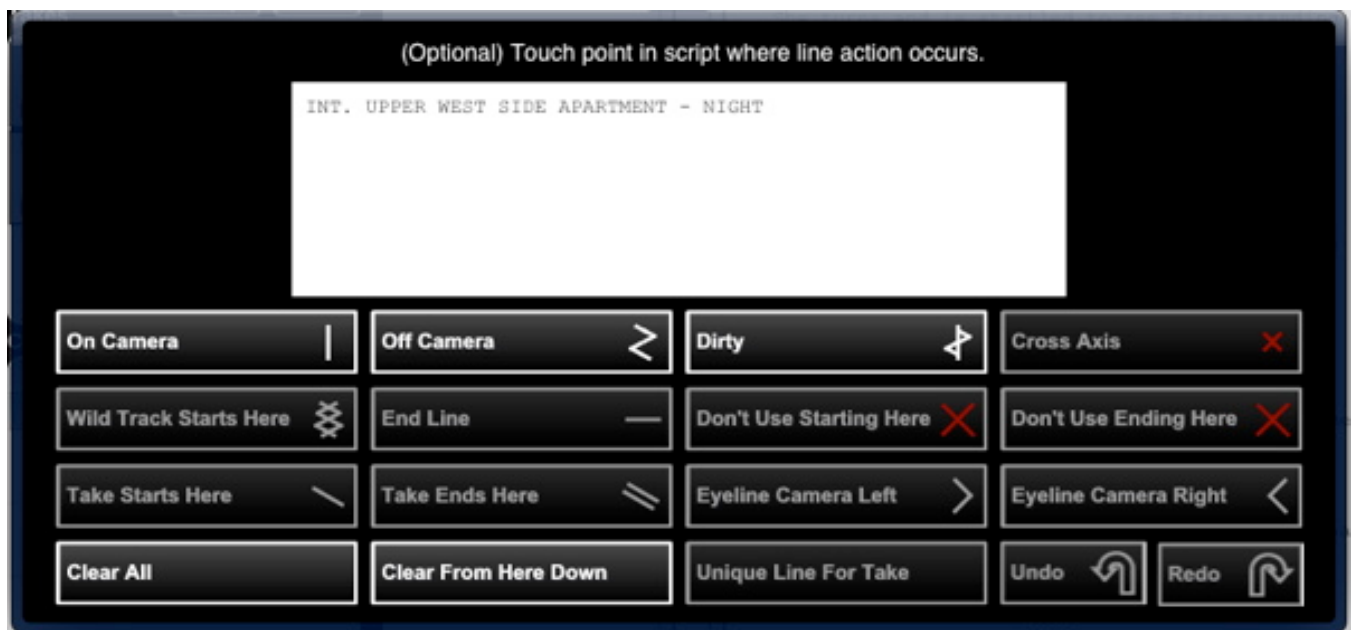 (Optional) Touch point in script where line action occurs.
INT. UPPER WEST SIDE APARTMENT - NIGHT
On Camera
Off Camera
Dirty
Cross Axis
Wild Track Starts Here
End Line
Don't Use Starting Here
Don't Use Ending Here
Take Starts Here
Take Ends Here
Eyeline Camera Left
Eyeline Camera Right
Clear All
Clear From Here Down
Unique Line For Take
Undo
Redo